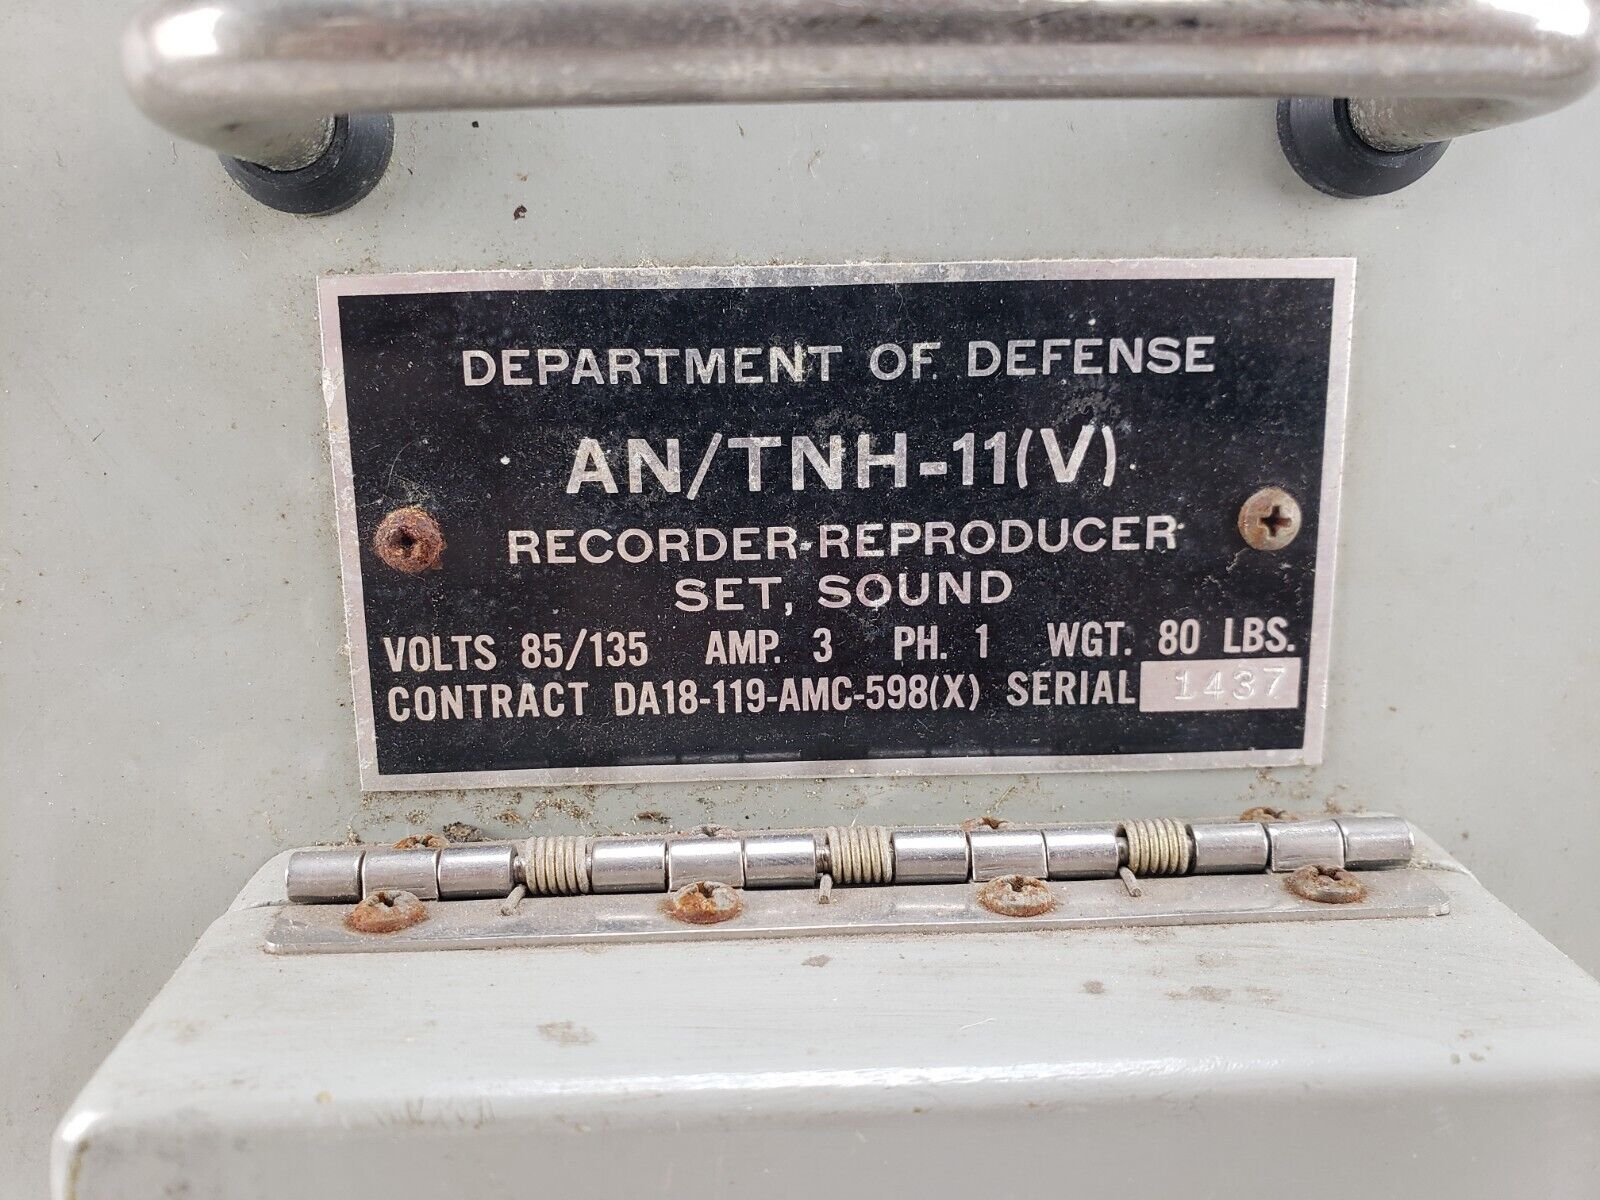 DEPARTMENT OF DEFENSE
AN/TNH-11(V)
RECORDER-REPRODUCER
SET, SOUND
VOLTS 85/135 AMP. 3 PH. 1 WGT. 80 LBS.
CONTRACT DA18-119-AMC-598(X) SERIAL 1437